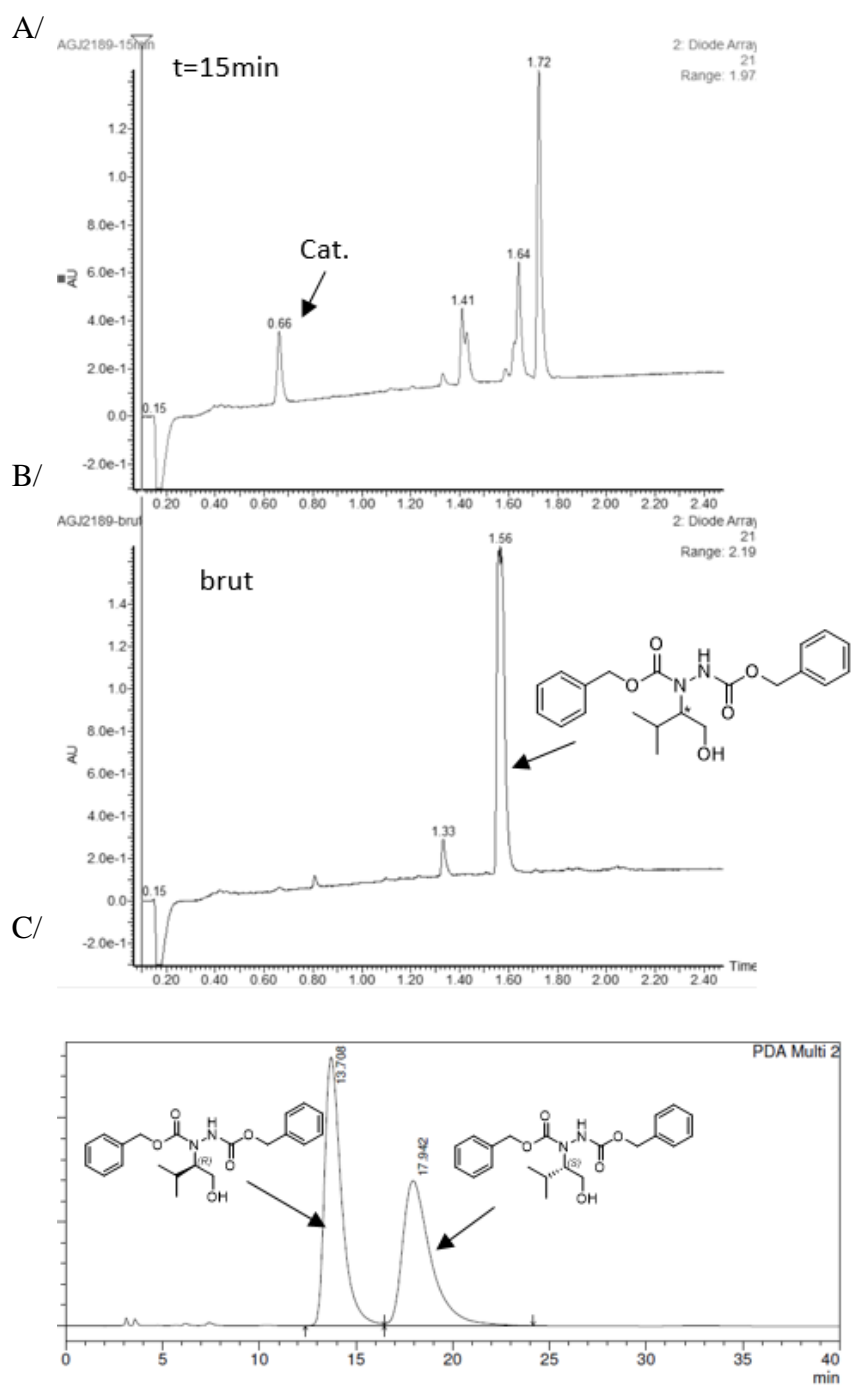 A/
AGJ2189-15min
2: Diode Array
21
Range: 1.97
t=15min
1.72
1.2
1.0
8.0e-1
Cat.
1.64
AU
6.0e-1
1.41
0.66
4.0e-1
2.0e-1
0.15
0.0
-2.0e-1
0.20 0.40 0.60 0.80 1.00 1.20 1.40 1.60 1.80 2.00 2.20 2.40
B/
AGJ2189-brut
2: Diode Array
21
Range: 2.19
1.56
brut
1.4
1.2
1.0
O H
O N N O
* O
OH
AU
8.0e-1
6.0e-1
4.0e-1
1.33
2.0e-1
0.15
0.0
-2.0e-1
0.20 0.40 0.60 0.80 1.00 1.20 1.40 1.60 1.80 2.00 2.20 2.40
Time
C/
PDA Multi 2
13.708
17.942
O H
O N N O
(R) O
OH
O H
O N N O
(S) O
OH
0 5 10 15 20 25 30 35 40
min